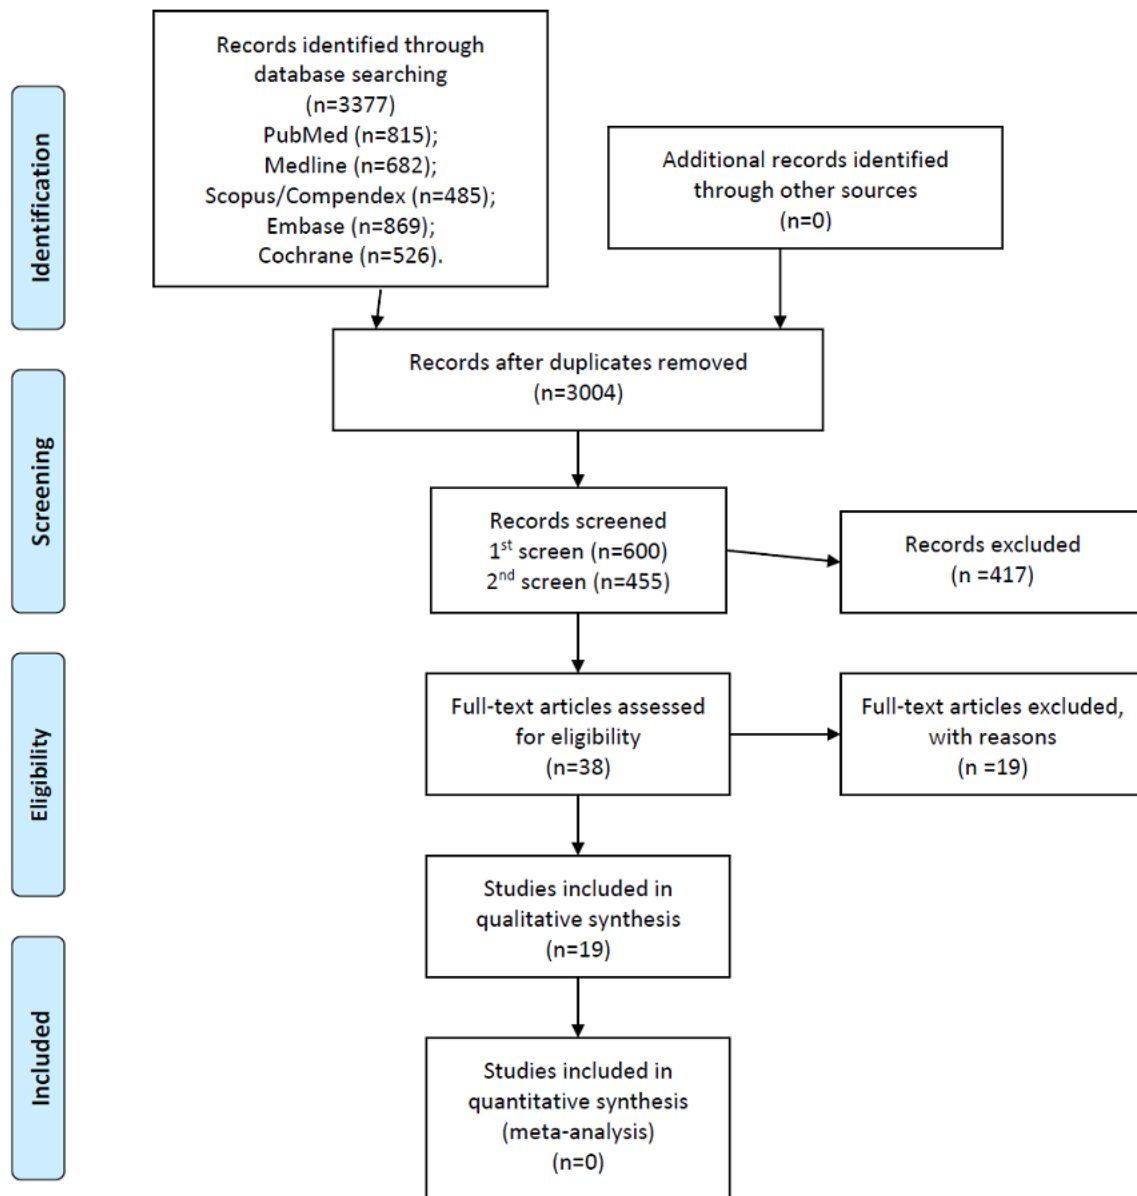 Identification
Records identified through
database searching
(n=3377)
PubMed (n=815);
Medline (n=682);
Scopus/Compendex (n=485);
Embase (n=869);
Cochrane (n=526).
Additional records identified
through other sources
(n=0)
Records after duplicates removed
(n=3004)
Screening
Records screened
1st screen (n=600)
2nd screen (n=455)
Records excluded
(n =417)
Eligibility
Full-text articles assessed
for eligibility
(n=38)
Full-text articles excluded,
with reasons
(n =19)
Studies included in
qualitative synthesis
(n=19)
Included
Studies included in
quantitative synthesis
(meta-analysis)
(n=0)